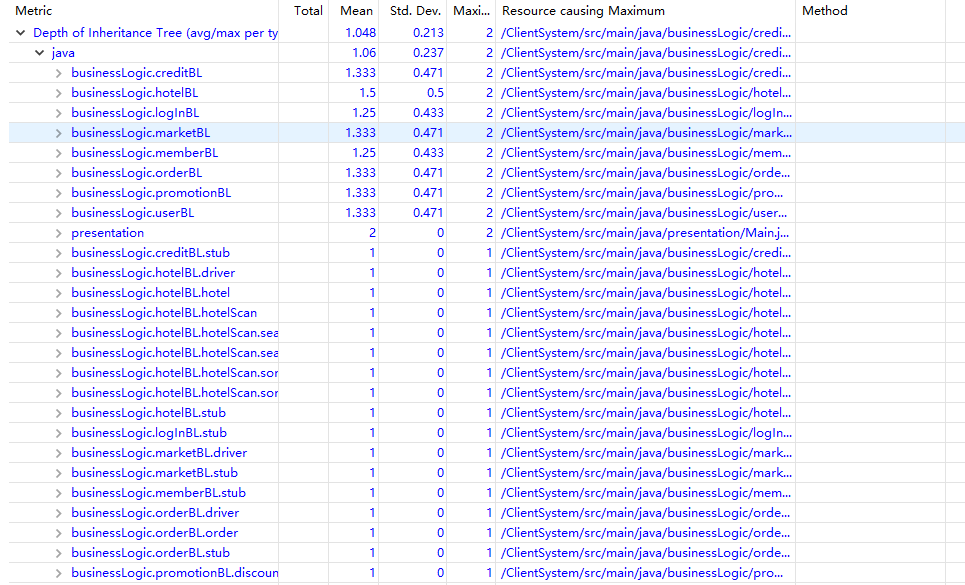 Metric Total Mean Std. Dev. Maxi... Resource causing Maximum Method
Depth of Inheritance Tree (avg/max per ty 1.048 0.213 2 /ClientSystem/src/main/java/businessLogic/credi...
java 1.06 0.237 2 /ClientSystem/src/main/java/businessLogic/credi...
businessLogic.creditBL 1.333 0.471 2 /ClientSystem/src/main/java/businessLogic/credi...
businessLogic.hotelBL 1.5 0.5 2 /ClientSystem/src/main/java/businessLogic/hotel...
businessLogic.logInBL 1.25 0.433 2 /ClientSystem/src/main/java/businessLogic/logIn...
businessLogic.marketBL 1.333 0.471 2 /ClientSystem/src/main/java/businessLogic/mark...
businessLogic.memberBL 1.25 0.433 2 /ClientSystem/src/main/java/businessLogic/mem...
businessLogic.orderBL 1.333 0.471 2 /ClientSystem/src/main/java/businessLogic/orde...
businessLogic.promotionBL 1.333 0.471 2 /ClientSystem/src/main/java/businessLogic/pro...
businessLogic.userBL 1.333 0.471 2 /ClientSystem/src/main/java/businessLogic/user...
presentation 2 0 2 /ClientSystem/src/main/java/presentation/Main.j...
businessLogic.creditBL.stub 1 0 1 /ClientSystem/src/main/java/businessLogic/credi...
businessLogic.hotelBL.driver 1 0 1 /ClientSystem/src/main/java/businessLogic/hotel...
businessLogic.hotelBL.hotel 1 0 1 /ClientSystem/src/main/java/businessLogic/hotel...
businessLogic.hotelBL.hotelScan 1 0 1 /ClientSystem/src/main/java/businessLogic/hotel...
businessLogic.hotelBL.hotelScan.sea 1 0 1 /ClientSystem/src/main/java/businessLogic/hotel...
businessLogic.hotelBL.hotelScan.sea 1 0 1 /ClientSystem/src/main/java/businessLogic/hotel...
businessLogic.hotelBL.hotelScan.sor 1 0 1 /ClientSystem/src/main/java/businessLogic/hotel...
businessLogic.hotelBL.hotelScan.sor 1 0 1 /ClientSystem/src/main/java/businessLogic/hotel...
businessLogic.hotelBL.stub 1 0 1 /ClientSystem/src/main/java/businessLogic/hotel...
businessLogic.logInBL.stub 1 0 1 /ClientSystem/src/main/java/businessLogic/logIn...
businessLogic.marketBL.driver 1 0 1 /ClientSystem/src/main/java/businessLogic/mark...
businessLogic.marketBL.stub 1 0 1 /ClientSystem/src/main/java/businessLogic/mark...
businessLogic.memberBL.stub 1 0 1 /ClientSystem/src/main/java/businessLogic/mem...
businessLogic.orderBL.driver 1 0 1 /ClientSystem/src/main/java/businessLogic/orde...
businessLogic.orderBL.order 1 0 1 /ClientSystem/src/main/java/businessLogic/orde...
businessLogic.orderBL.stub 1 0 1 /ClientSystem/src/main/java/businessLogic/orde...
businessLogic.promotionBL.discoun 1 0 1 /ClientSystem/src/main/java/businessLogic/pro...